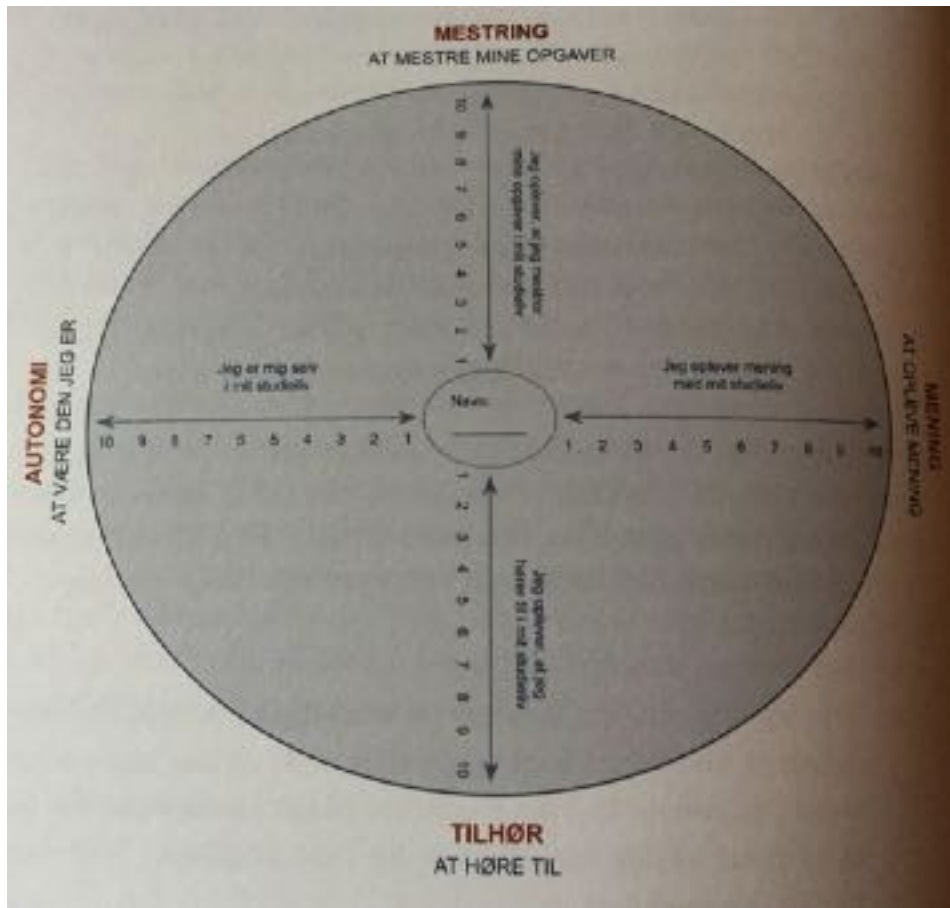 MESTRING
AT MESTRE MINE OPGAVER
10 9 8 7 6 5 4 3 2 1
Jeg oplever, at jeg mestrer
mine opgaver i mit studieliv
AUTONOMI
AT VÆRE DEN JEG ER
Jeg er mig selv
i mit studieliv
10 9 8 7 6 5 4 3 2 1
Navn:
Jeg oplever mening
med mit studieliv
1 2 3 4 5 6 7 8 9 10
MENING
AT OPLEVE MENING
1 2 3 4 5 6 7 8 9 10
Jeg oplever, at jeg
hører til i mit studieliv
TILHØR
AT HØRE TIL